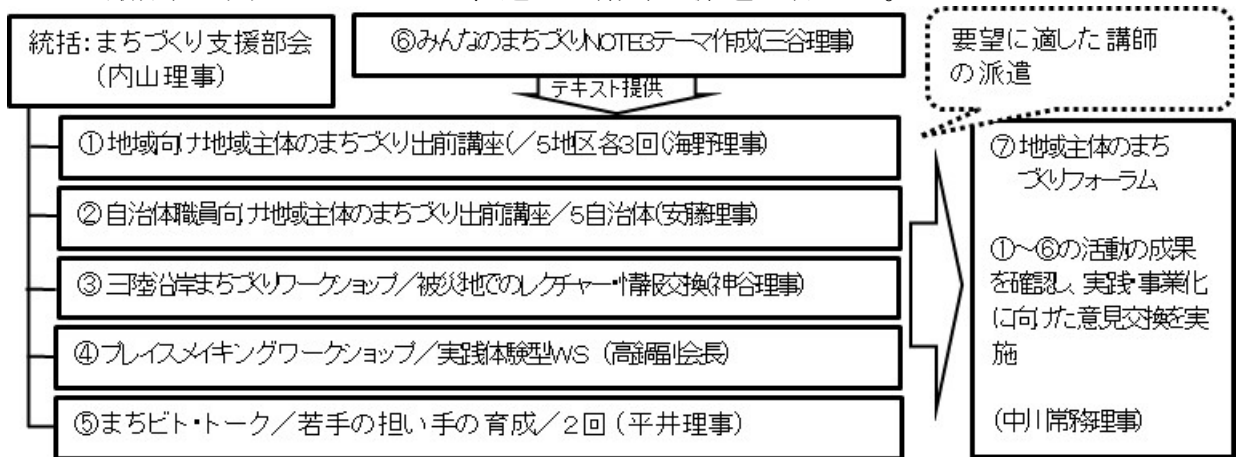 統括：まちづくり支援部会
（内山理事）
⑥みんなのまちづくりNOTE3テーマ作成(三谷理事)
テキスト提供
要望に適した講師
の派遣
①地域向け地域主体のまちづくり出前講座(／5地区各3回(海野理事)
②自治体職員向け地域主体のまちづくり出前講座／5自治体(安藤理事)
③三陸沿岸まちづくりワークショップ／被災地でのレクチャー・情報交換(神谷理事)
④プレイスメイキングワークショップ／実践体験型WS（高鍋副会長）
⑤まちビト・トーク／若手の担い手の育成／２回（平井理事）
⑦地域主体のまち
づくりフォーラム
①～⑥の活動の成果
を確認し、実践・事業化
に向けた意見交換を実
施
(中川常務理事)